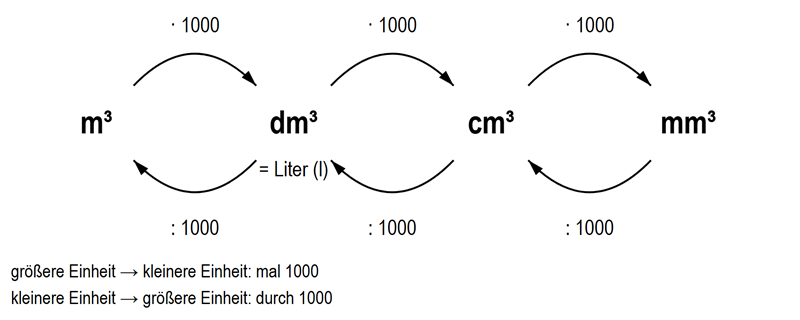 · 1000 · 1000 · 1000
m³ dm³ cm³ mm³
= Liter (l)
: 1000 : 1000 : 1000
größere Einheit → kleinere Einheit: mal 1000
kleinere Einheit → größere Einheit: durch 1000